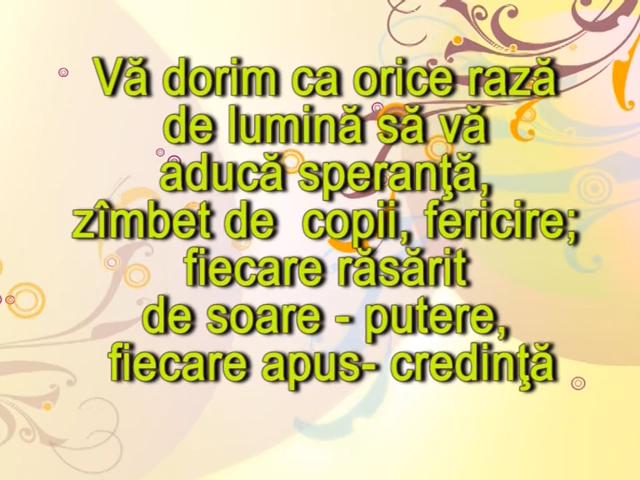 Vă dorim ca orice rază
de lumină să vă
aducă speranţă,
zîmbet de  copii, fericire;
fiecare răsărit
de soare - putere,
fiecare apus- credinţă